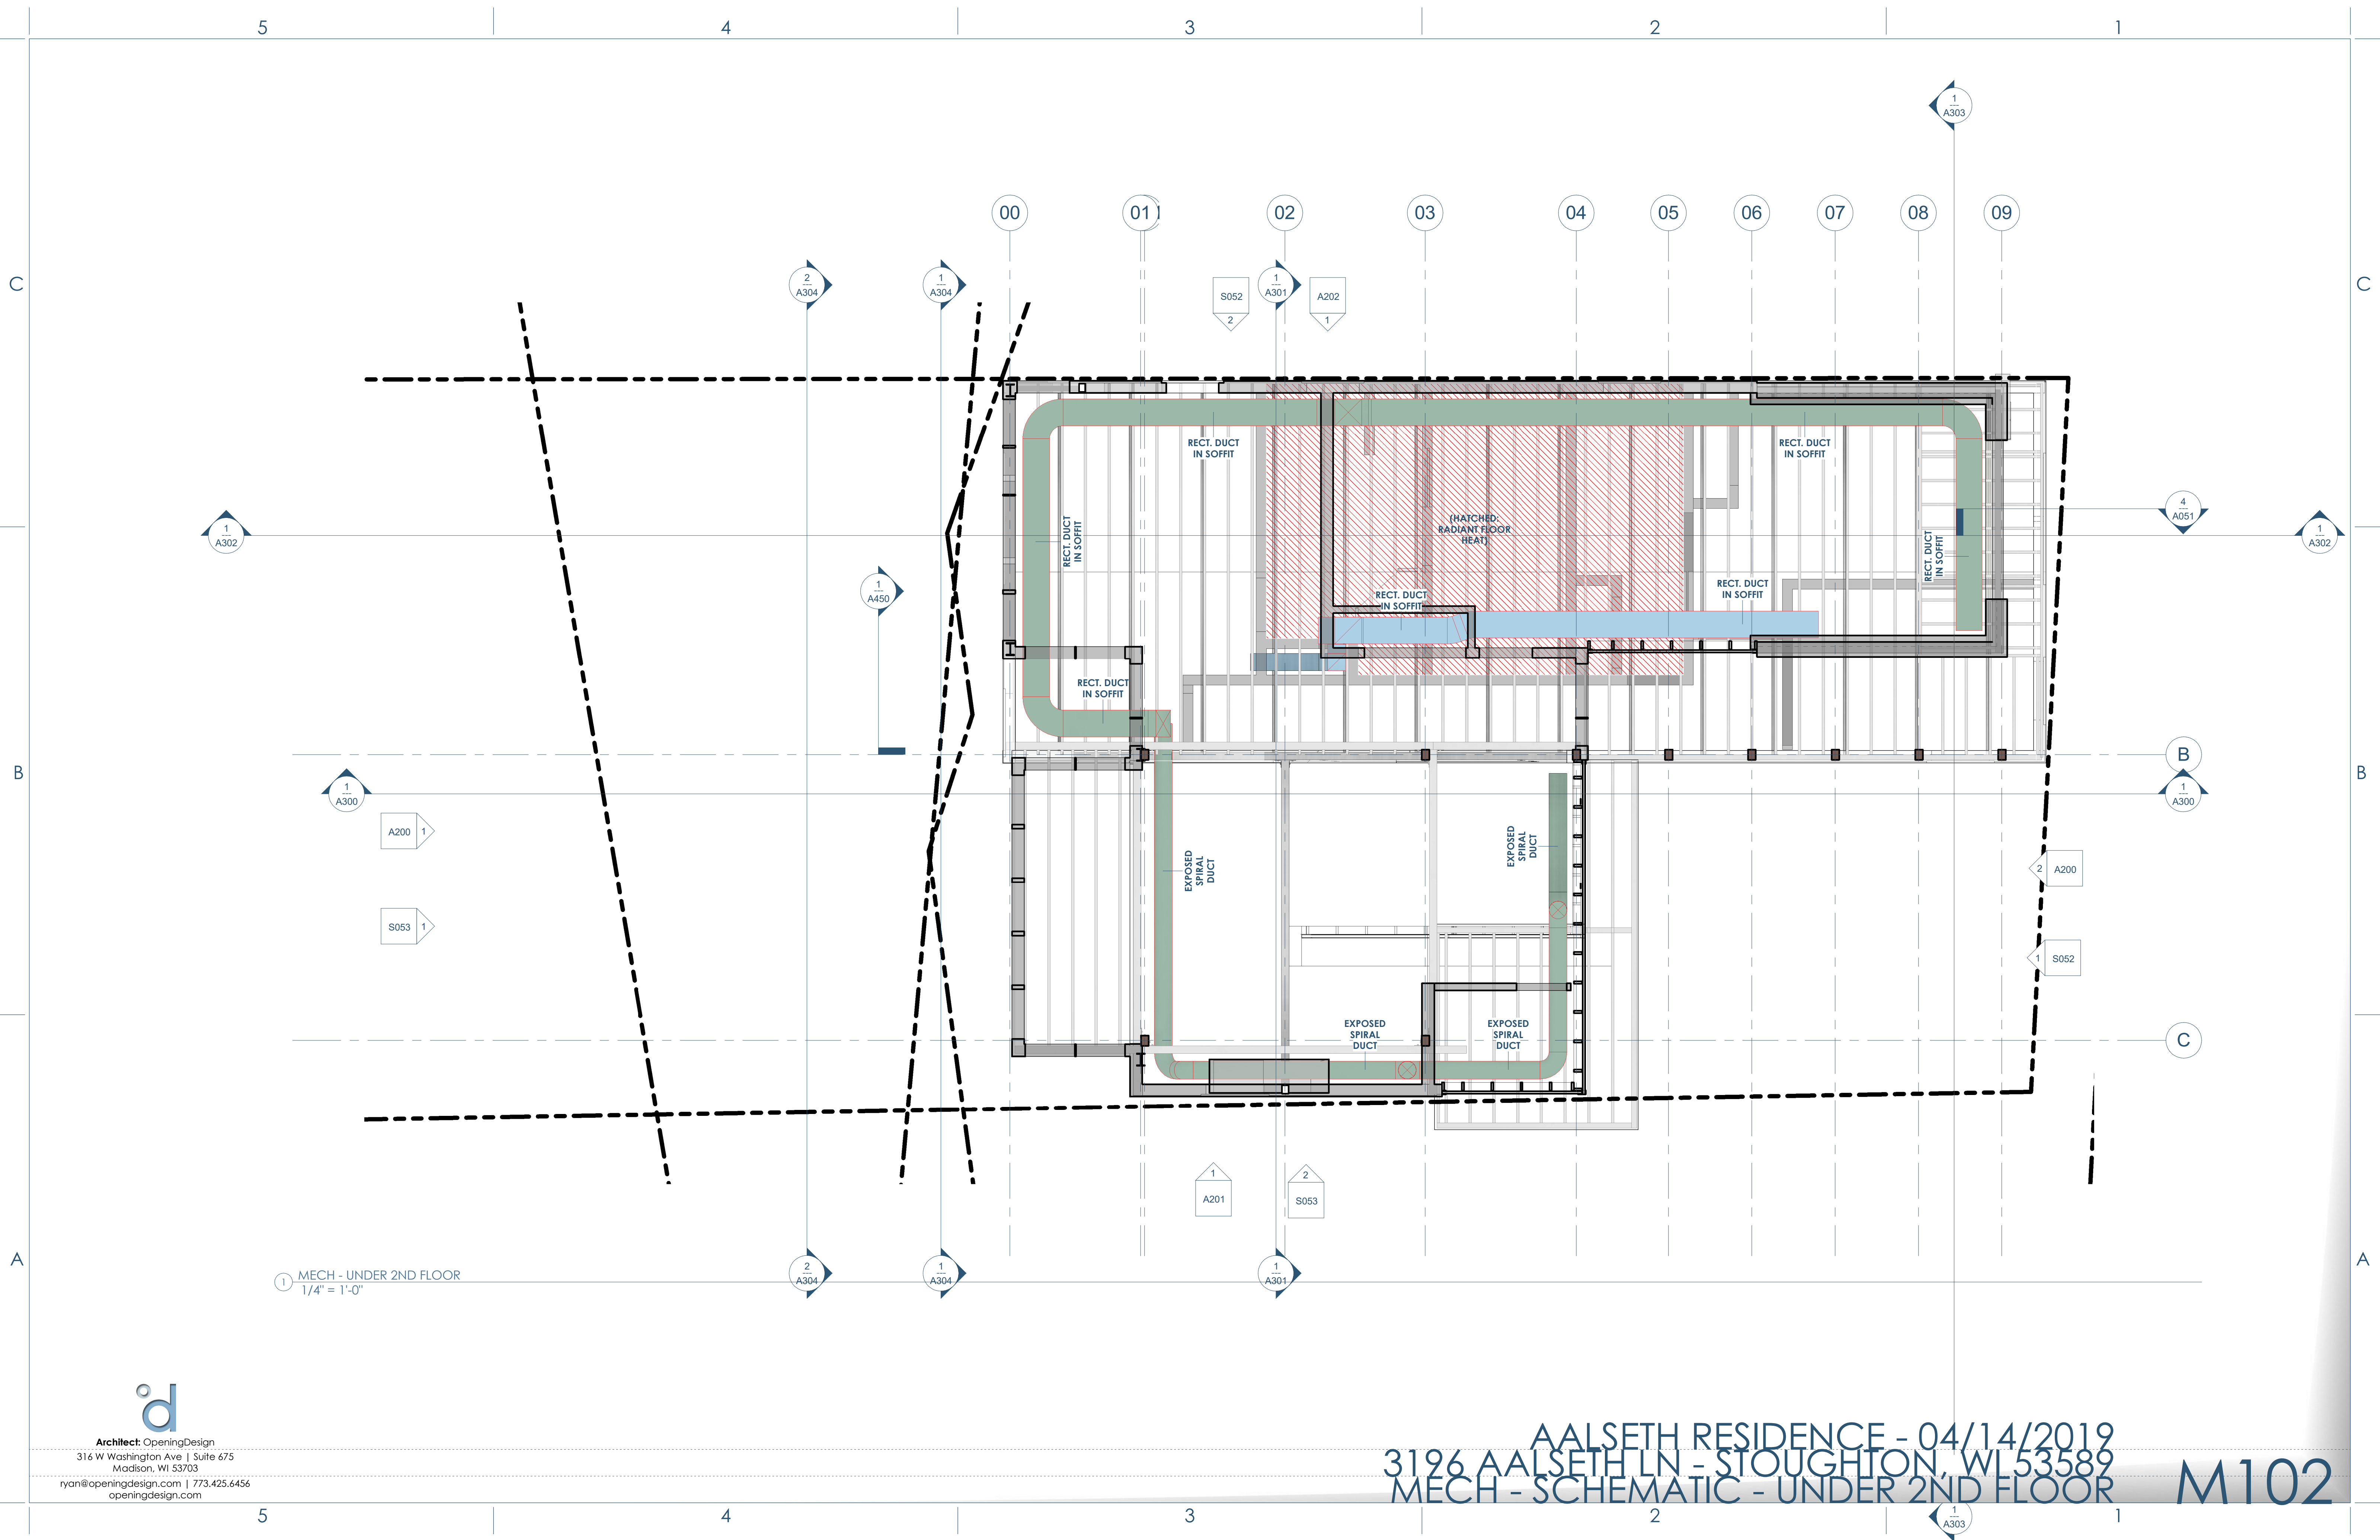 5
4
3
2
1
1
A303
00
01
02
03
04
05
06
07
08
09
C
C
2
A304
1
A304
S052
2
1
A301
A202
1
RECT. DUCT
IN SOFFIT
RECT. DUCT
IN SOFFIT
4
A051
1
A302
1
A302
RECT. DUCT
IN SOFFIT
(HATCHED:
RADIANT FLOOR
HEAT)
RECT. DUCT
IN SOFFIT
1
A450
RECT. DUCT
IN SOFFIT
RECT. DUCT
IN SOFFIT
RECT. DUCT
IN SOFFIT
B
B
B
1
A300
1
A300
A200
1
EXPOSED
SPIRAL
DUCT
EXPOSED
SPIRAL
DUCT
2
A200
S053
1
1
S052
EXPOSED
SPIRAL
DUCT
EXPOSED
SPIRAL
DUCT
C
1
A201
2
S053
A
A
2
A304
1
A304
1
A301
1
MECH - UNDER 2ND FLOOR
1/4" = 1'-0"
d
Architect: OpeningDesign
316 W Washington Ave | Suite 675
Madison, WI 53703
ryan@openingdesign.com | 773.425.6456
openingdesign.com
AALSETH RESIDENCE - 04/14/2019
3196 AALSETH LN - STOUGHTON, WI 53589
MECH - SCHEMATIC - UNDER 2ND FLOOR
M102
5
4
3
2
1
A303
1